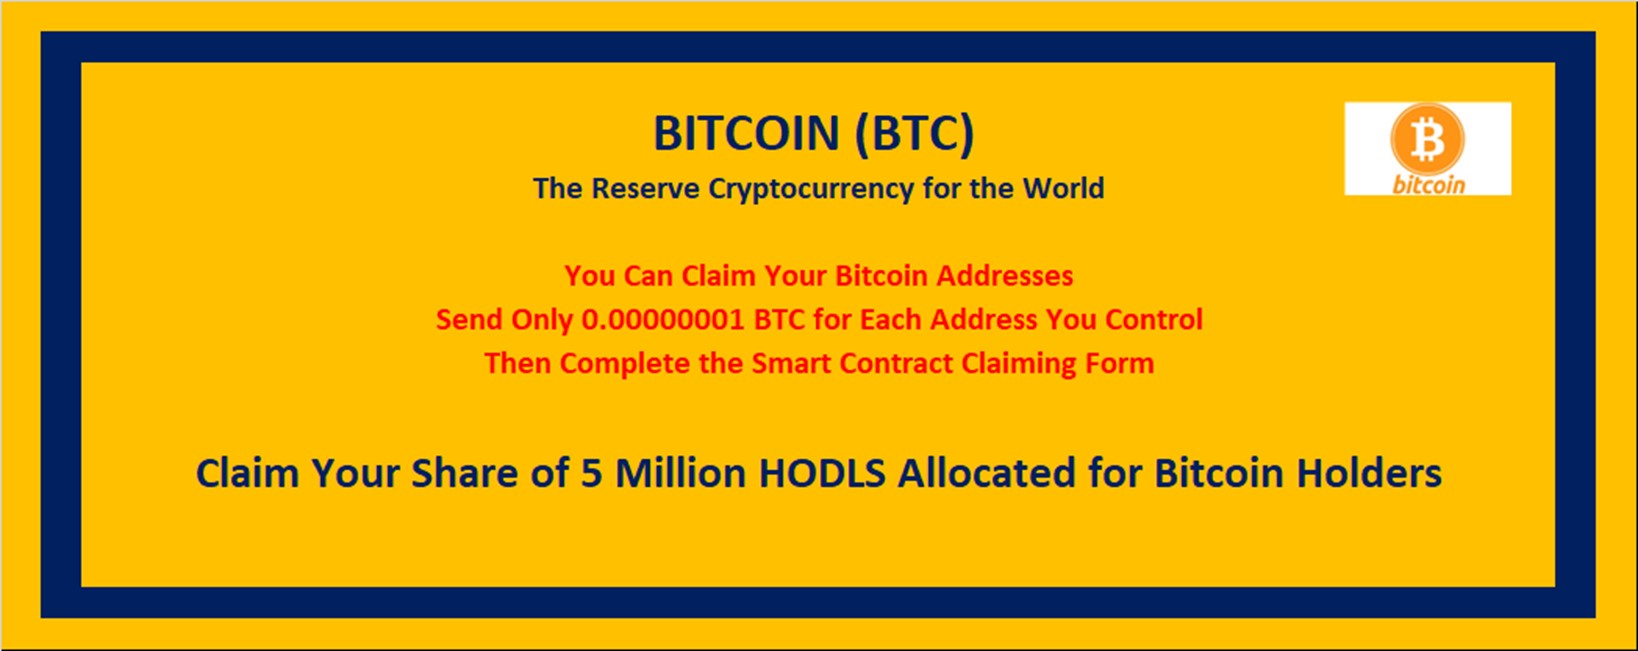 BITCOIN (BTC)
The Reserve Cryptocurrency for the World
bitcoin
You Can Claim Your Bitcoin Addresses
Send Only 0.00000001 BTC for Each Address You Control
Then Complete the Smart Contract Claiming Form
Claim Your Share of 5 Million HODLS Allocated for Bitcoin Holders